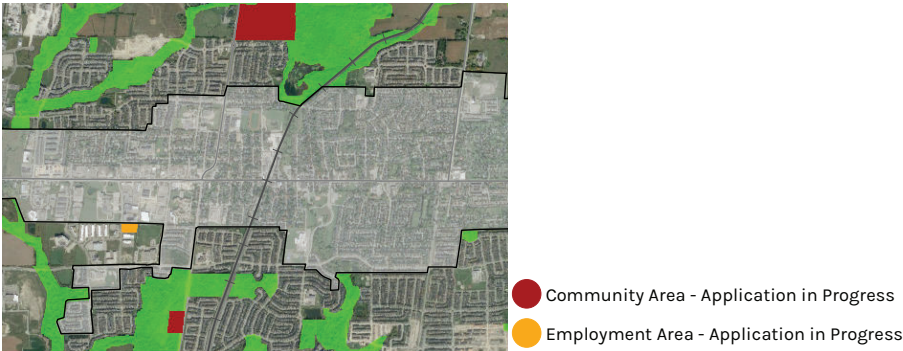 Community Area - Application in Progress
Employment Area - Application in Progress